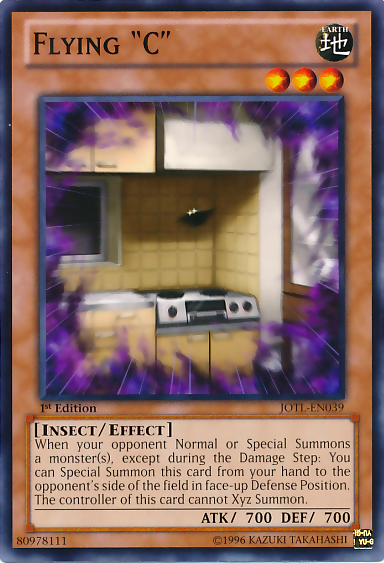 FLYING "C"
EARTH
地
1st Edition
JOTL-EN039
[INSECT/EFFECT]
When your opponent Normal or Special Summons
a monster(s), except during the Damage Step: You
can Special Summon this card from your hand to the
opponent's side of the field in face-up Defense Position.
The controller of this card cannot Xyz Summon.
ATK/ 700 DEF/ 700
80978111
©1996 KAZUKI TAKAHASHI